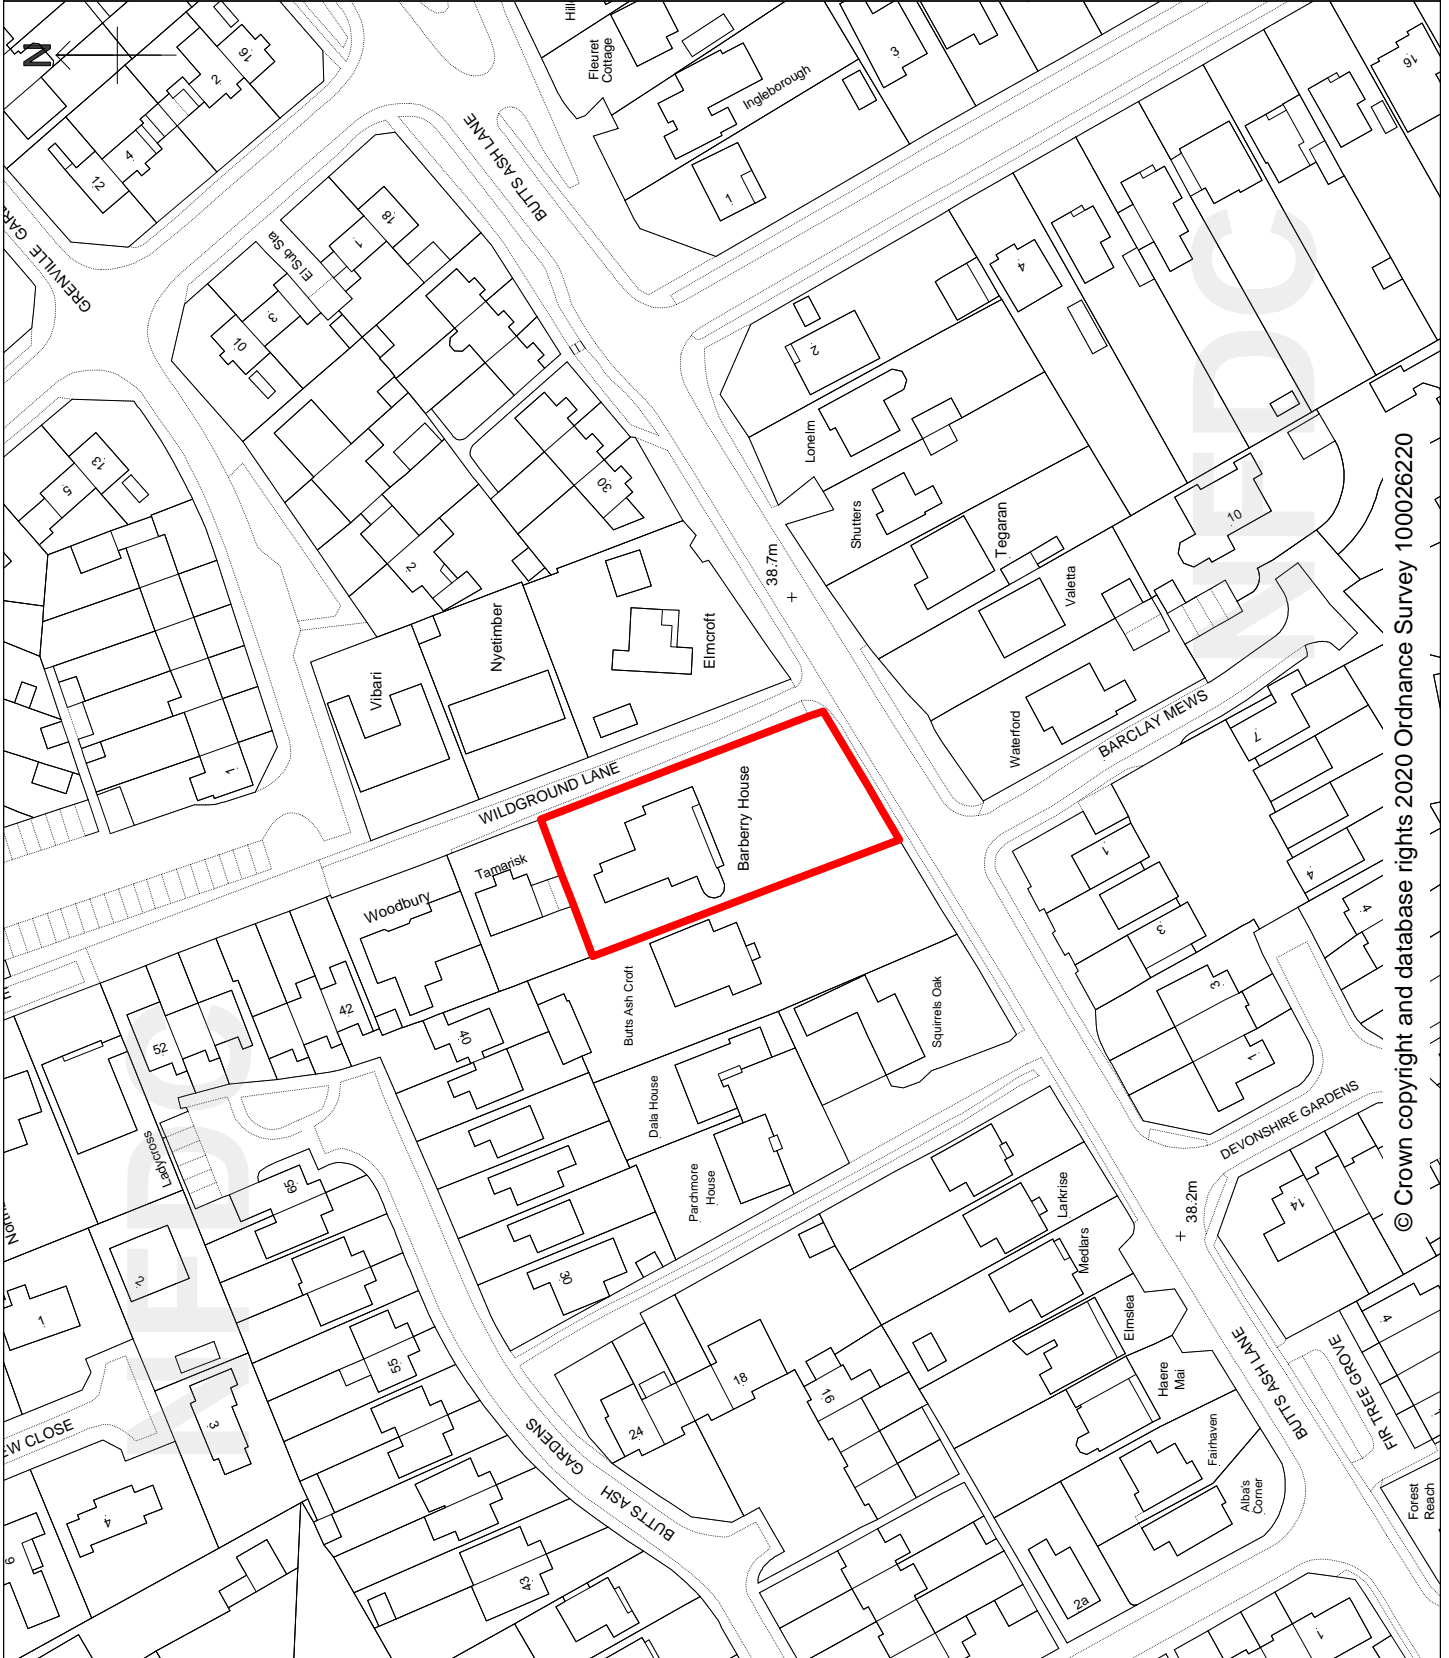 N
16
2
4
12
GRENVILLE GAR
Fleuret
Cottage
Hill
3
Ingleborough
1
16
BUTTS ASH LANE
18
1
El Sub Sta
3
10
13
5
2
30
4
2
Lonelm
Shutters
Tegaran
Valetta
10
38.7m
Vibari
Nyetimber
Elmcroft
1
WILDGROUND LANE
Waterford
BARCLAY MEWS
7
Barberry House
Tamarisk
Woodbury
1
3
4
4
Butts Ash Croft
Squirrels Oak
42
40
52
Ladycross
Dala House
Parchmore
House
3
1
DEVONSHIRE GARDENS
65
30
Larkrise
Medlars
Elmslea
Haere
Mai
Fairhaven
Alba's
Corner
38.2m
14
4
BUTTS ASH LANE
FIR TREE GROVE
Forest
Reach
1
2
3
55
EW CLOSE
24
18
16
BUTTS ASH
GARDENS
4
6
43
2a
1
NFDC
NFDC
© Crown copyright and database rights 2020 Ordnance Survey 100026220